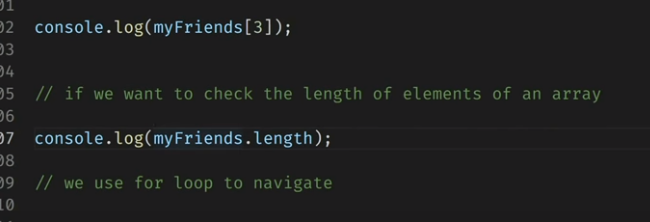 01
02 console.log(myFriends[3]);
03
04
05 // if we want to check the length of elements of an array
06
07 console.log(myFriends.length);
08
09 // we use for loop to navigate
10